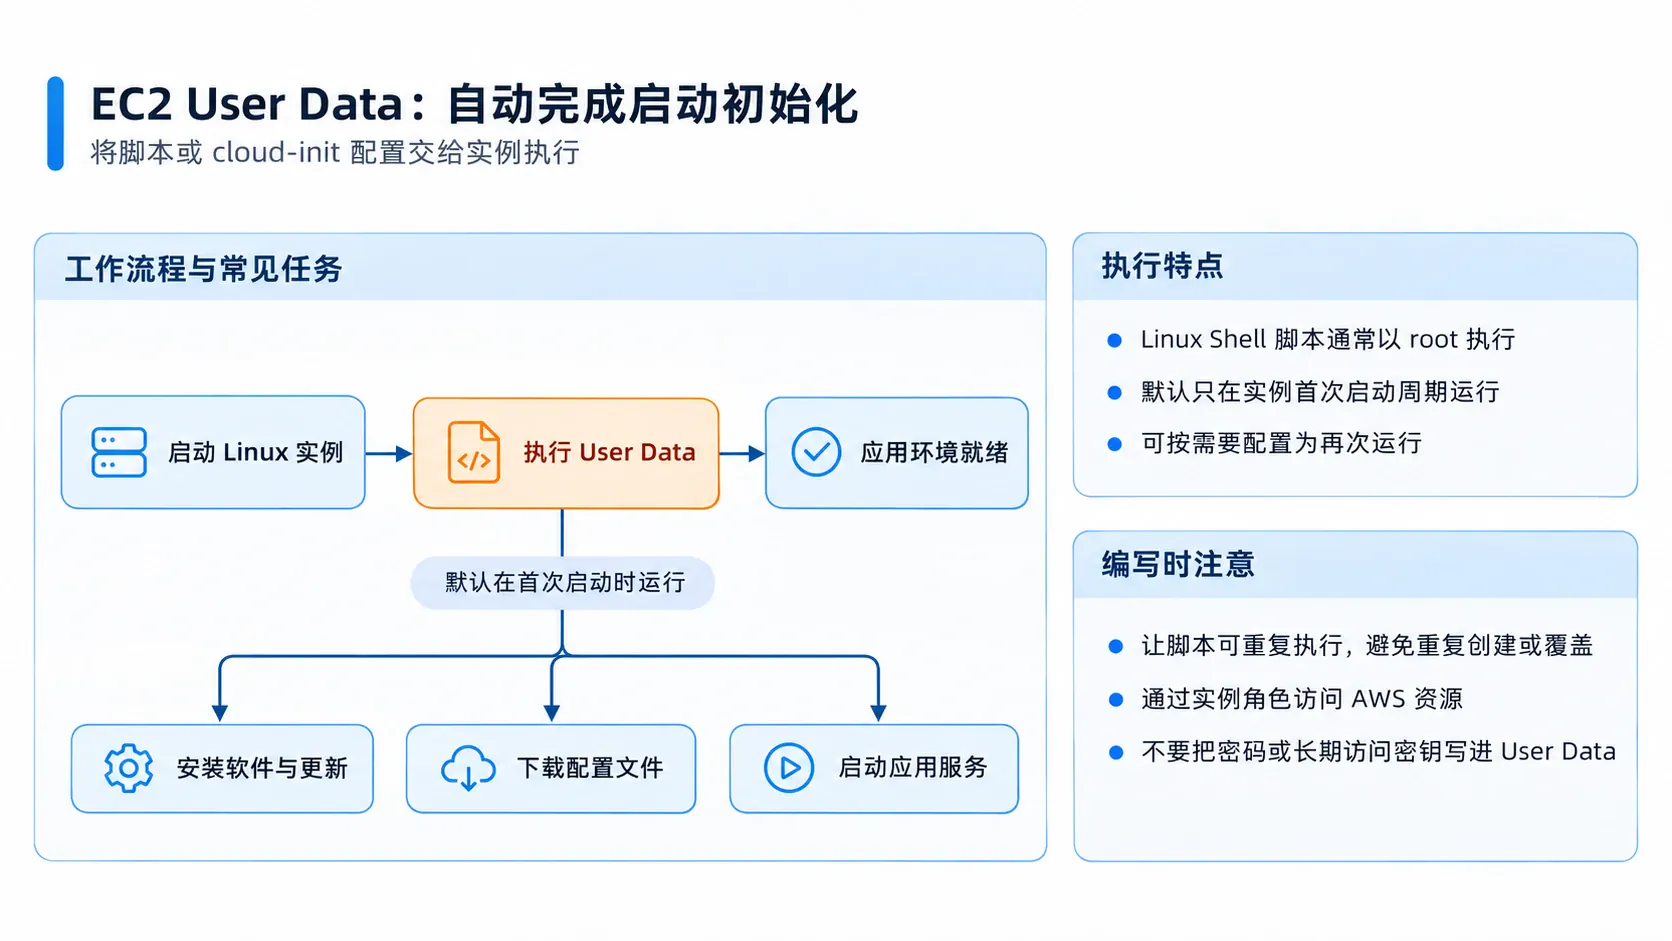 EC2 User Data：自动完成启动初始化
将脚本或 cloud-init 配置交给实例执行
工作流程与常见任务
启动 Linux 实例
执行 User Data
应用环境就绪
默认在首次启动时运行
安装软件与更新
下载配置文件
启动应用服务
执行特点
Linux Shell 脚本通常以 root 执行
默认只在实例首次启动周期运行
可按需要配置为再次运行
编写时注意
让脚本可重复执行，避免重复创建或覆盖
通过实例角色访问 AWS 资源
不要把密码或长期访问密钥写进 User Data